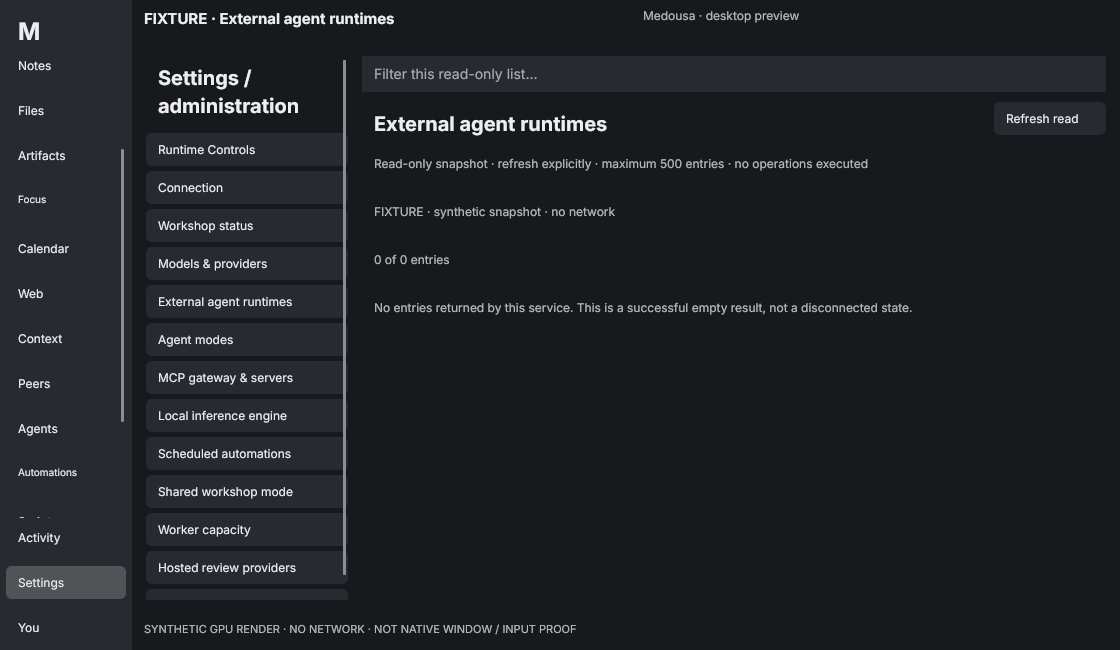 M
Notes
Files
Artifacts
Focus
Calendar
Web
Context
Peers
Agents
Automations
Activity
Settings
You
FIXTURE · External agent runtimes
Medousa · desktop preview
Settings /
administration
Runtime Controls
Connection
Workshop status
Models & providers
External agent runtimes
Agent modes
MCP gateway & servers
Local inference engine
Scheduled automations
Shared workshop mode
Worker capacity
Hosted review providers
Filter this read-only list...
External agent runtimes
Refresh read
Read-only snapshot · refresh explicitly · maximum 500 entries · no operations executed
FIXTURE · synthetic snapshot · no network
0 of 0 entries
No entries returned by this service. This is a successful empty result, not a disconnected state.
SYNTHETIC GPU RENDER · NO NETWORK · NOT NATIVE WINDOW / INPUT PROOF